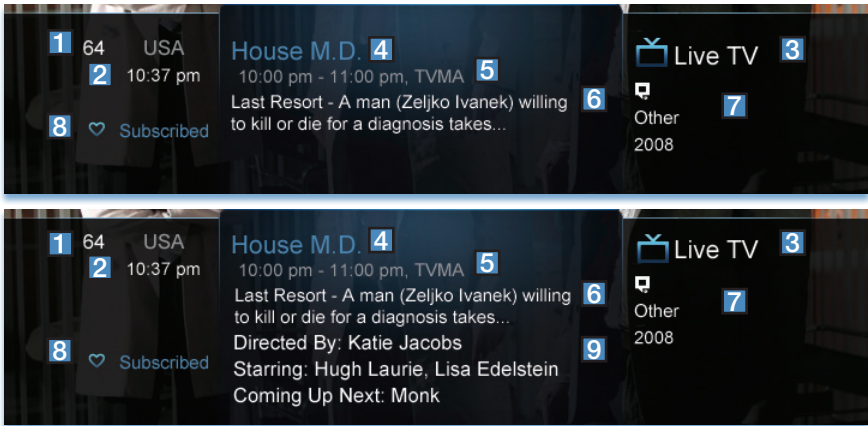 1 64 USA
2 10:37 pm
8 Subscribed
House M.D. 4
10:00 pm - 11:00 pm, TVMA 5
Last Resort - A man (Zeljko Ivanek) willing 6
to kill or die for a diagnosis takes...
Live TV 3
Other 7
2008
1 64 USA
2 10:37 pm
8 Subscribed
House M.D. 4
10:00 pm - 11:00 pm, TVMA 5
Last Resort - A man (Zeljko Ivanek) willing 6
to kill or die for a diagnosis takes...
Directed By: Katie Jacobs 9
Starring: Hugh Laurie, Lisa Edelstein
Coming Up Next: Monk
Live TV 3
Other 7
2008